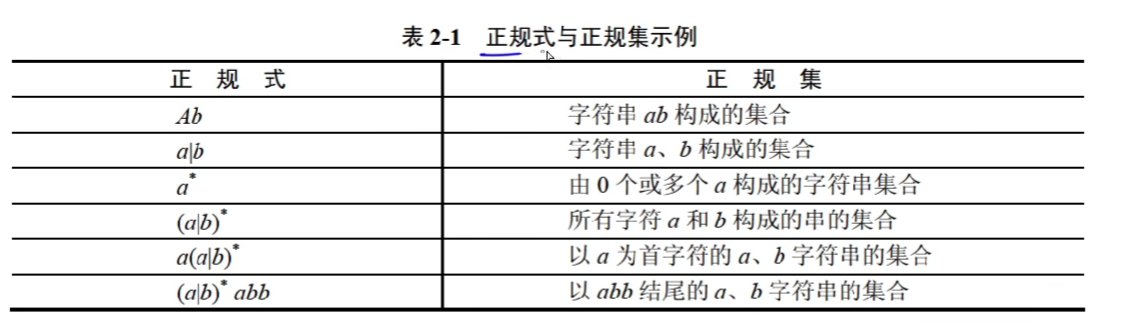 表 2-1 正规式与正规集示例
正 规 式 正 规 集
Ab 字符串 ab 构成的集合
a|b 字符串 a、b 构成的集合
a* 由 0 个或多个 a 构成的字符串集合
(a|b)* 所有字符 a 和 b 构成的串的集合
a(a|b)* 以 a 为首字符的 a、b 字符串的集合
(a|b)* abb 以 abb 结尾的 a、b 字符串的集合